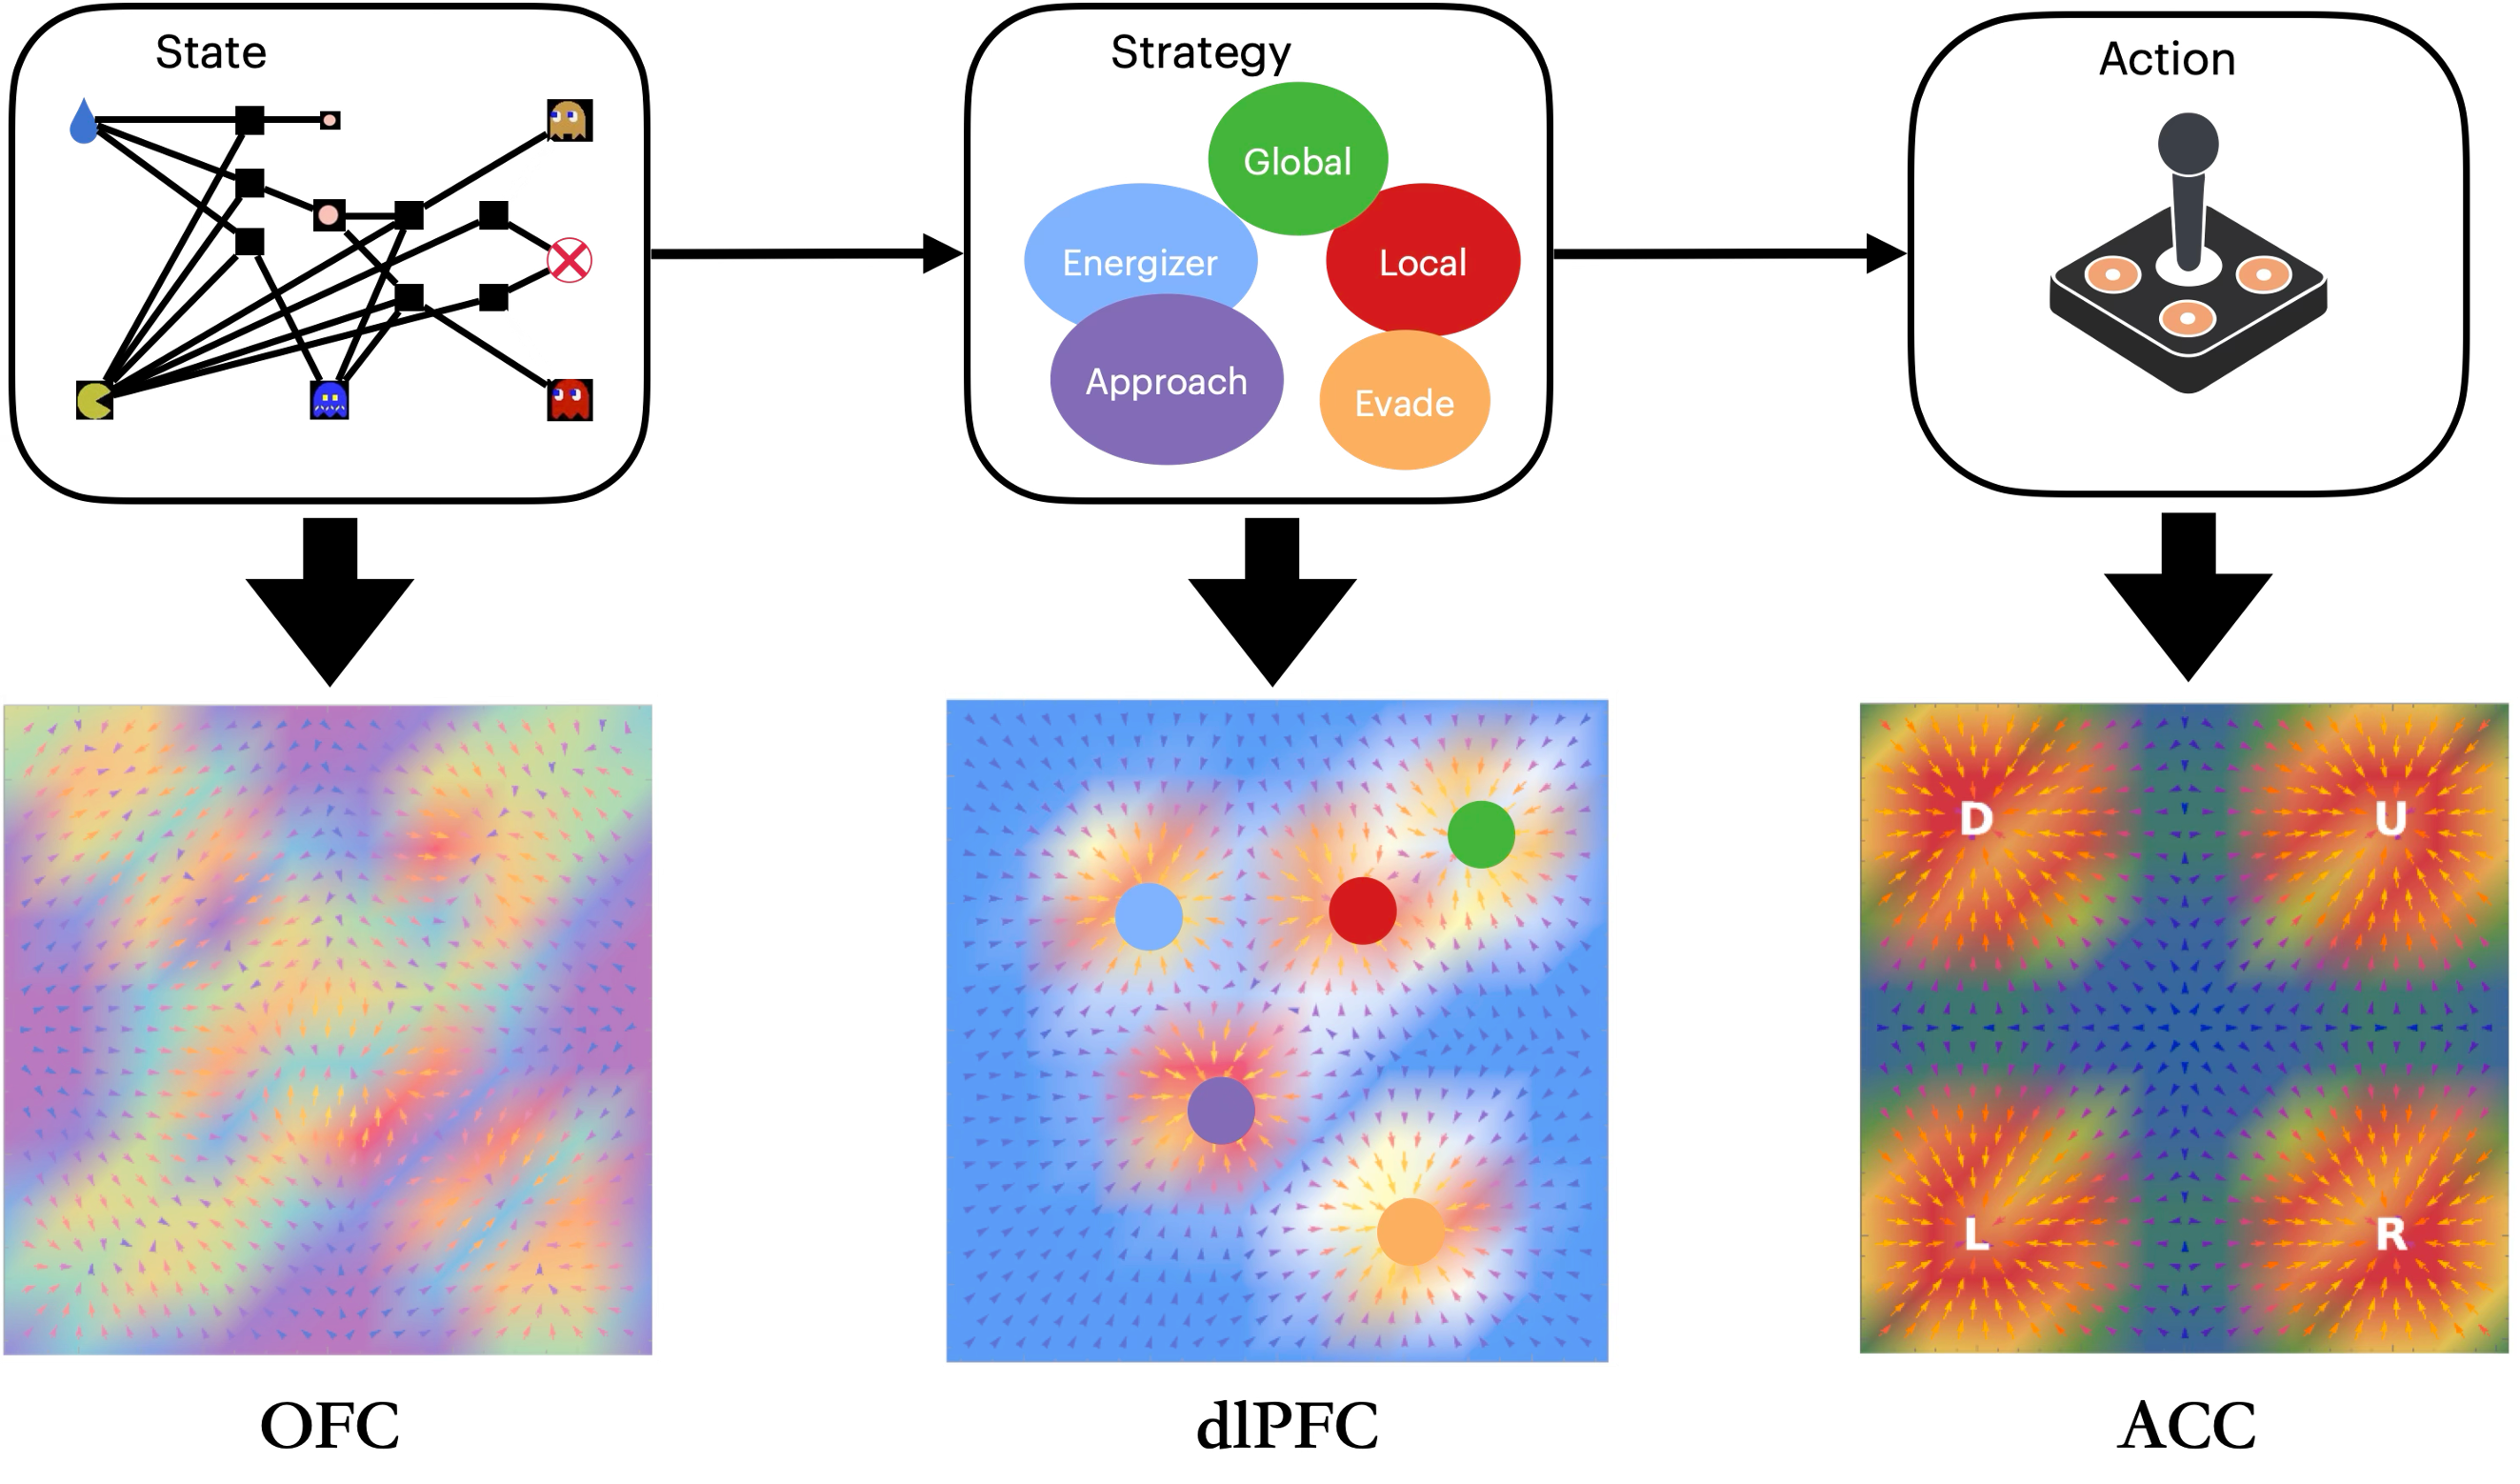 State
Strategy
Action
Global
Energizer
Local
Approach
Evade
D
U
L
R
OFC
dlPFC
ACC